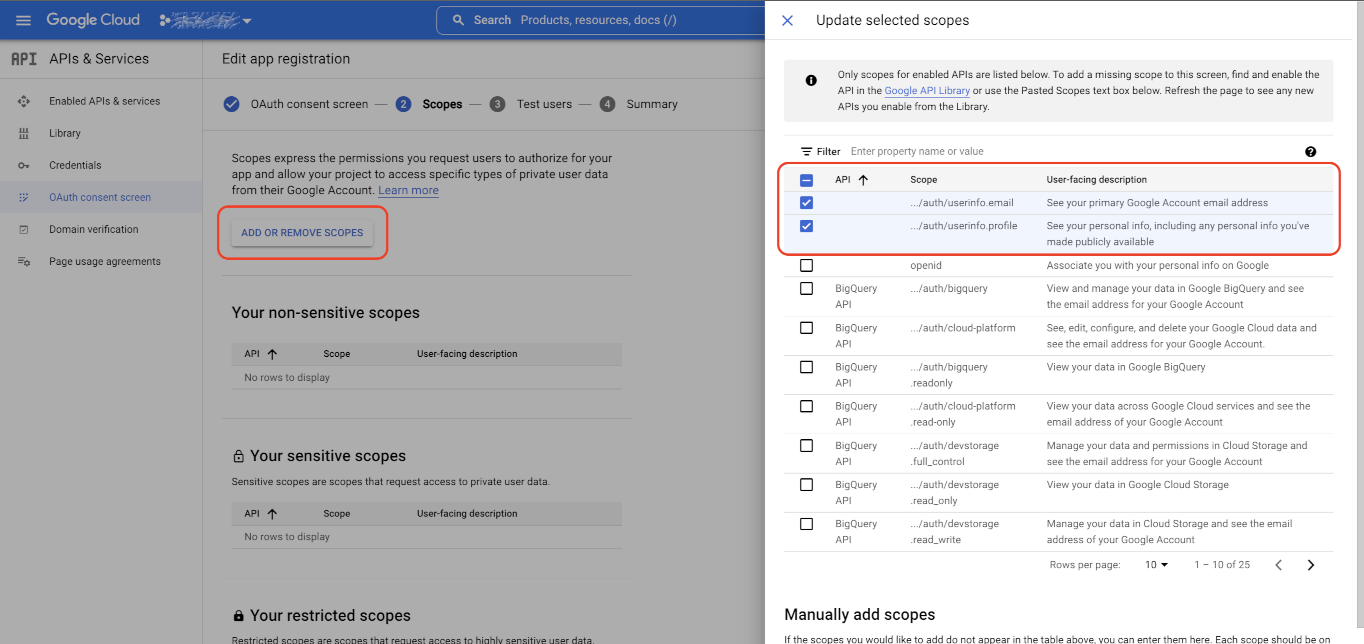 Google Cloud
Search Products, resources, docs (/)
API APIs & Services
Enabled APIs & services
Library
Credentials
OAuth consent screen
Domain verification
Page usage agreements
Edit app registration
OAuth consent screen — 2 Scopes — 3 Test users — 4 Summary
Scopes express the permissions you request users to authorize for your
app and allow your project to access specific types of private user data
from their Google Account. Learn more
ADD OR REMOVE SCOPES
Your non-sensitive scopes
API Scope User-facing description
No rows to display
Your sensitive scopes
Sensitive scopes are scopes that request access to private user data.
API Scope User-facing description
No rows to display
Your restricted scopes
Restricted scopes are scopes that request access to highly sensitive user data.
Update selected scopes
Only scopes for enabled APIs are listed below. To add a missing scope to this screen, find and enable the
API in the Google API Library or use the Pasted Scopes text box below. Refresh the page to see any new
APIs you enable from the Library.
Filter Enter property name or value
API Scope User-facing description
.../auth/userinfo.email See your primary Google Account email address
.../auth/userinfo.profile See your personal info, including any personal info you've
made publicly available
openid Associate you with your personal info on Google
BigQuery .../auth/bigquery View and manage your data in Google BigQuery and see
API the email address for your Google Account
BigQuery .../auth/cloud-platform See, edit, configure, and delete your Google Cloud data and
API see the email address for your Google Account.
BigQuery .../auth/bigquery View your data in Google BigQuery
API .readonly
BigQuery .../auth/cloud-platform View your data across Google Cloud services and see the
API .read-only email address of your Google Account
BigQuery .../auth/devstorage Manage your data and permissions in Cloud Storage and
API .full_control see the email address for your Google Account
BigQuery .../auth/devstorage View your data in Google Cloud Storage
API .read_only
BigQuery .../auth/devstorage Manage your data in Cloud Storage and see the email
API .read_write address of your Google Account
Rows per page: 10 1 – 10 of 25
Manually add scopes
If the scopes you would like to add do not appear in the table above, you can enter them here. Each scope should be on